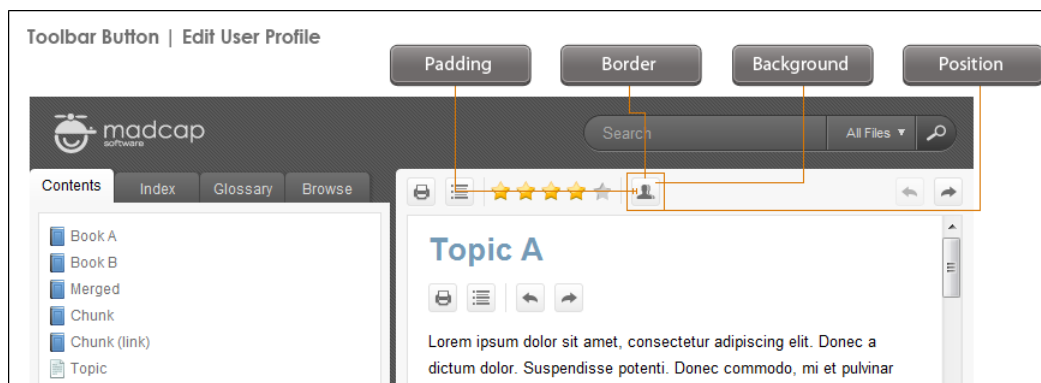 Toolbar Button | Edit User Profile
Padding Border Background Position
madcap
software
Search All Files
Contents Index Glossary Browse
Book A
Book B
Merged
Chunk
Chunk (link)
Topic
Topic A
Lorem ipsum dolor sit amet, consectetur adipiscing elit. Donec a
dictum dolor. Suspendisse potenti. Donec commodo, mi et pulvinar